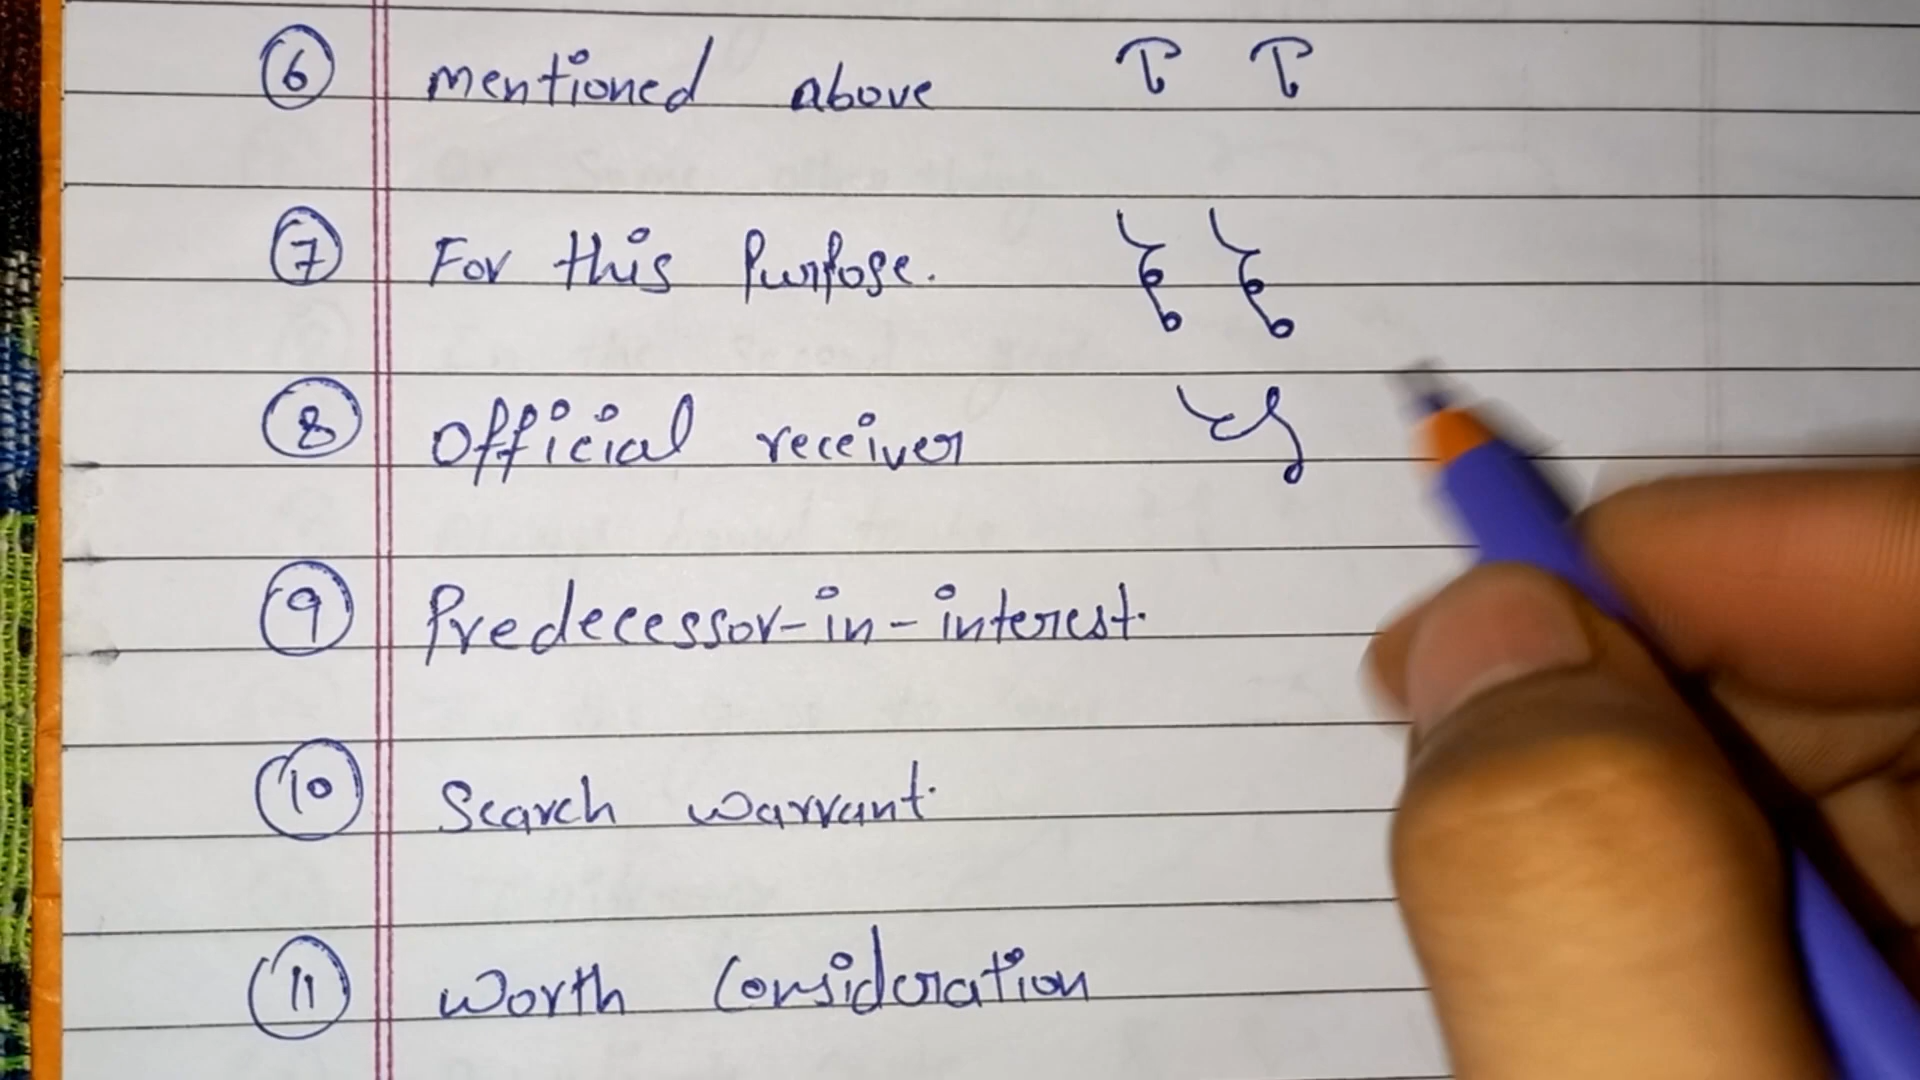 6 mentioned above
7 For this Purpose.
8 Official receiver
9 Predecessor-in-interest.
10 Search warrant.
11 Worth Consideration